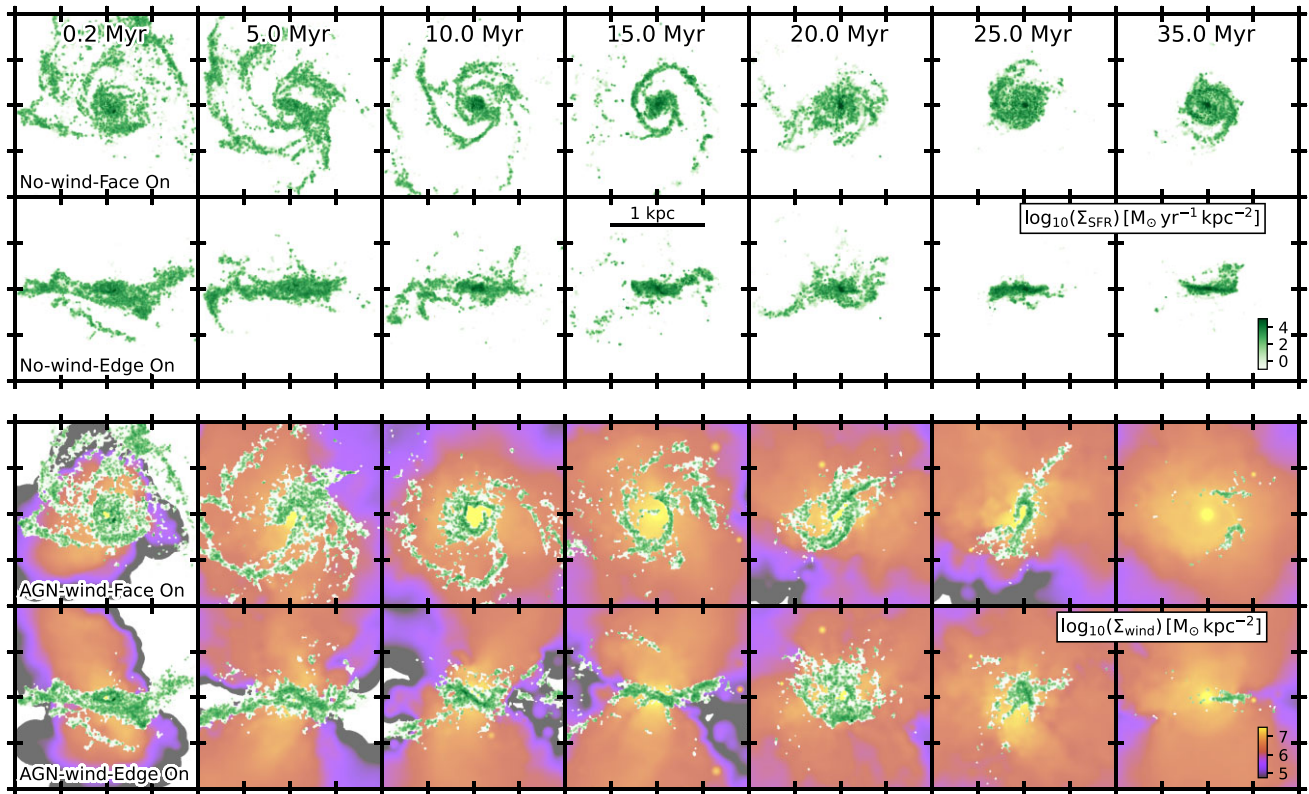 0.2 Myr 5.0 Myr 10.0 Myr 15.0 Myr 20.0 Myr 25.0 Myr 35.0 Myr
No-wind-Face On
1 kpc
log₁₀(Σ_SFR) [M⊙ yr⁻¹ kpc⁻²]
4
2
0
No-wind-Edge On
AGN-wind-Face On
log₁₀(Σ_wind) [M⊙ kpc⁻²]
7
6
5
AGN-wind-Edge On